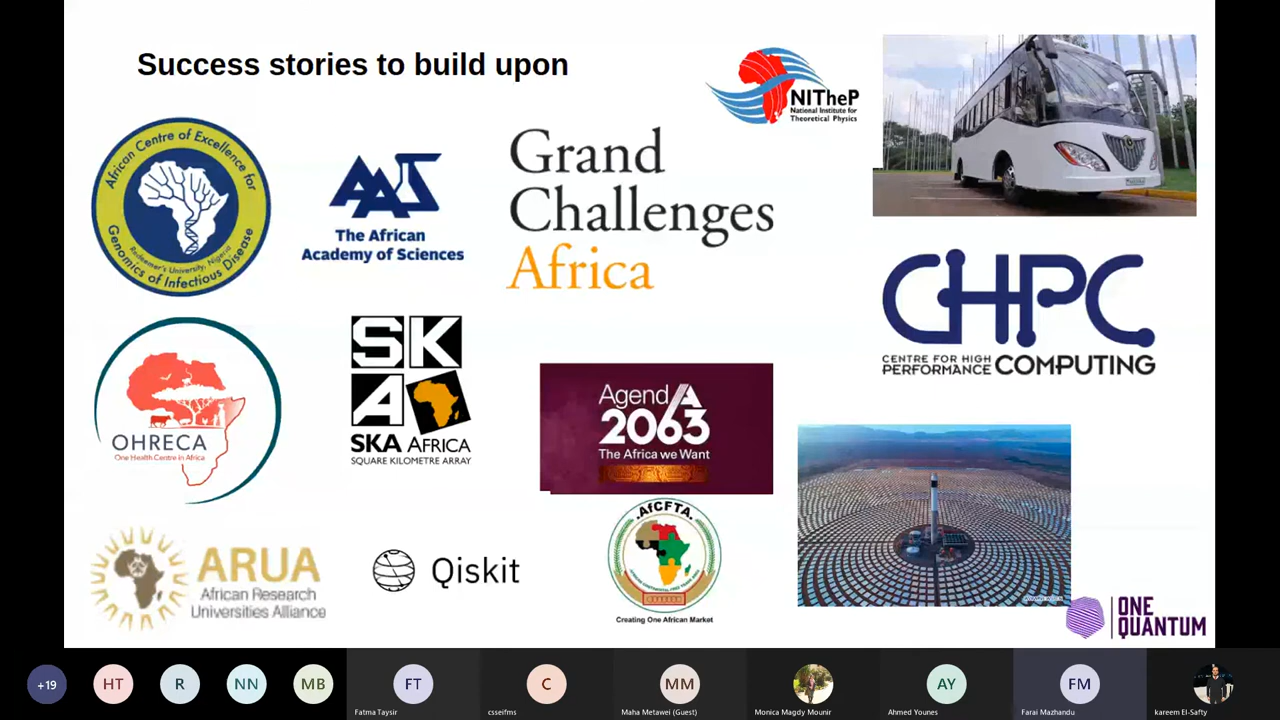 Success stories to build upon
NITheP
National Institute for
Theoretical Physics
African Centre of Excellence for
Genomics of Infectious Disease
Redeemer's University, Nigeria
AAS
The African
Academy of Sciences
Grand
Challenges
Africa
CHPC
CENTRE FOR HIGH
PERFORMANCE COMPUTING
OHRECA
One Health Centre in Africa
SKA
SKA AFRICA
SQUARE KILOMETRE ARRAY
Agenda
2063
The Africa we Want
AfCFTA
Creating One African Market
ARUA
African Research
Universities Alliance
Qiskit
ONE
QUANTUM
+19
HT
R
NN
MB
FT
Fatma Taysir
C
csseifms
MM
Maha Metawei (Guest)
Monica Magdy Mounir
AY
Ahmed Younes
FM
Farai Mazhandu
kareem El-Safty